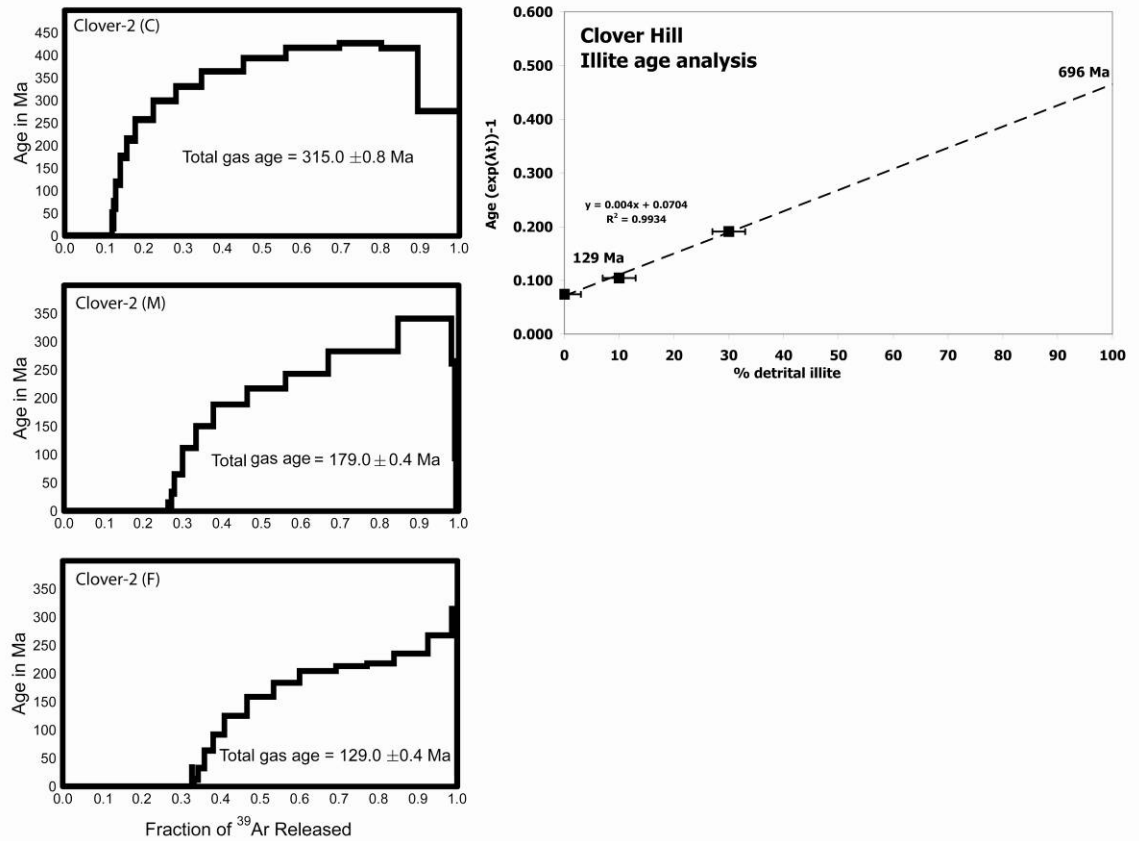 Clover-2 (C)
450
400
350
300
250
200
150
100
50
0
Age in Ma
Total gas age = 315.0 ±0.8 Ma
0.0 0.1 0.2 0.3 0.4 0.5 0.6 0.7 0.8 0.9 1.0
Clover-2 (M)
350
300
250
200
150
100
50
0
Age in Ma
Total gas age = 179.0 ±0.4 Ma
0.0 0.1 0.2 0.3 0.4 0.5 0.6 0.7 0.8 0.9 1.0
Clover-2 (F)
350
300
250
200
150
100
50
0
Age in Ma
Total gas age = 129.0 ±0.4 Ma
0.0 0.1 0.2 0.3 0.4 0.5 0.6 0.7 0.8 0.9 1.0
Fraction of ³⁹Ar Released
Clover Hill
Illite age analysis
0.600
0.500
0.400
0.300
0.200
0.100
0.000
Age (exp(λt))-1
696 Ma
y = 0.004x + 0.0704
R² = 0.9934
129 Ma
0 10 20 30 40 50 60 70 80 90 100
% detrital illite